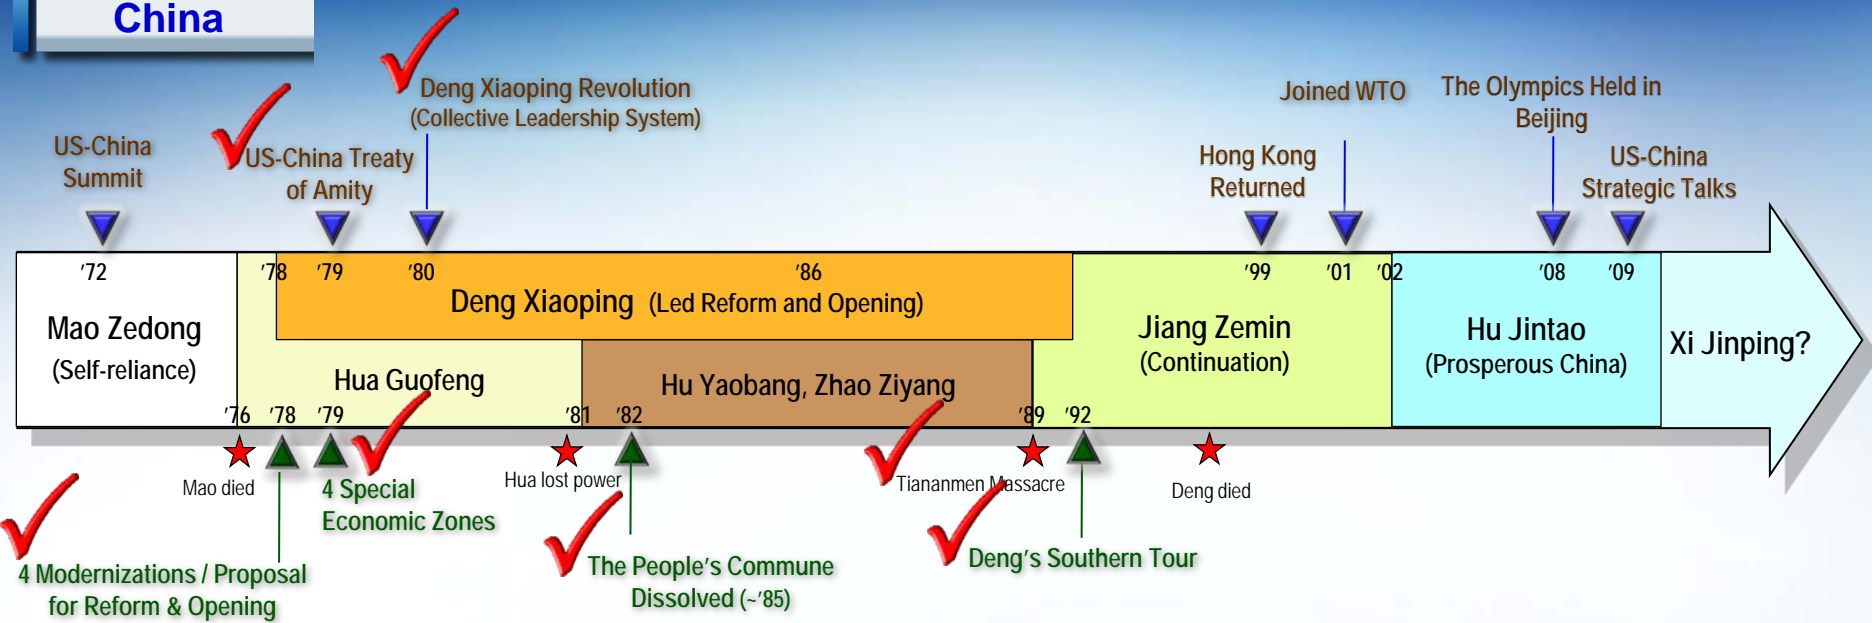 China
Deng Xiaoping Revolution
(Collective Leadership System)
US-China
Summit
US-China Treaty
of Amity
Joined WTO
The Olympics Held in
Beijing
Hong Kong
Returned
US-China
Strategic Talks
'72
'78
'79
'80
'86
'99
'01
'02
'08
'09
Mao Zedong
(Self-reliance)
Deng Xiaoping (Led Reform and Opening)
Hua Guofeng
Hu Yaobang, Zhao Ziyang
Jiang Zemin
(Continuation)
Hu Jintao
(Prosperous China)
Xi Jinping?
'76
'78
'79
'81
'82
'89
'92
Mao died
4 Special
Economic Zones
Hua lost power
Tiananmen Massacre
Deng died
4 Modernizations / Proposal
for Reform & Opening
The People's Commune
Dissolved (~'85)
Deng's Southern Tour